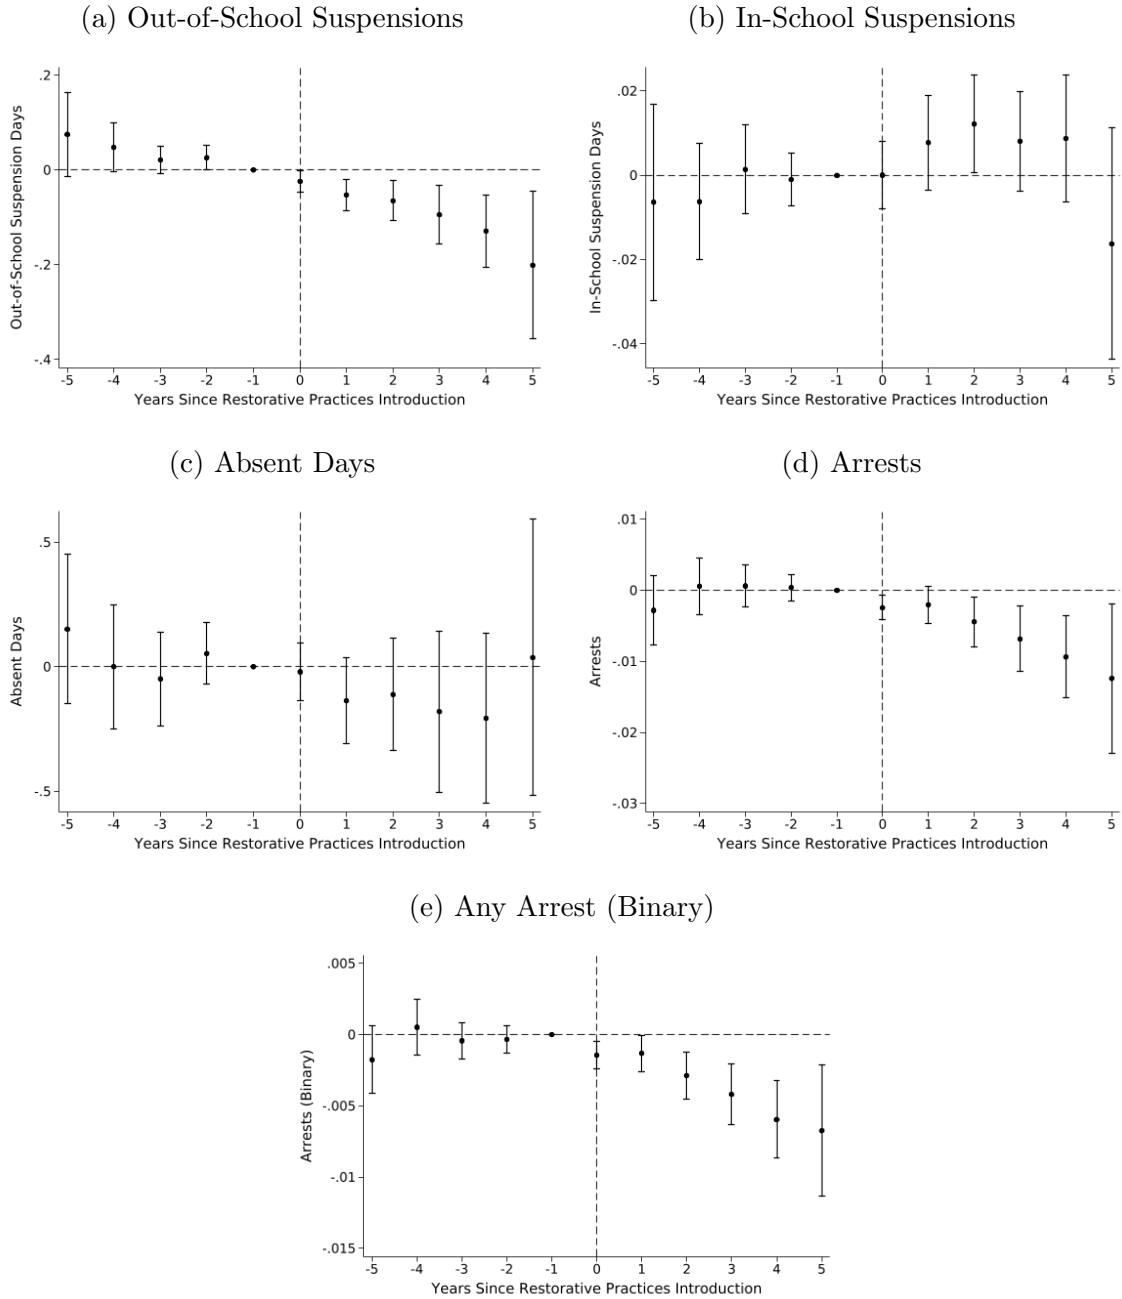 (a) Out-of-School Suspensions
(b) In-School Suspensions
Out-of-School Suspension Days
.2
0
-.2
-.4
-5 -4 -3 -2 -1 0 1 2 3 4 5
Years Since Restorative Practices Introduction
In-School Suspension Days
.02
0
-.02
-.04
-5 -4 -3 -2 -1 0 1 2 3 4 5
Years Since Restorative Practices Introduction
(c) Absent Days
(d) Arrests
Absent Days
.5
0
-.5
-5 -4 -3 -2 -1 0 1 2 3 4 5
Years Since Restorative Practices Introduction
Arrests
.01
0
-.01
-.02
-.03
-5 -4 -3 -2 -1 0 1 2 3 4 5
Years Since Restorative Practices Introduction
(e) Any Arrest (Binary)
Arrests (Binary)
.005
0
-.005
-.01
-.015
-5 -4 -3 -2 -1 0 1 2 3 4 5
Years Since Restorative Practices Introduction